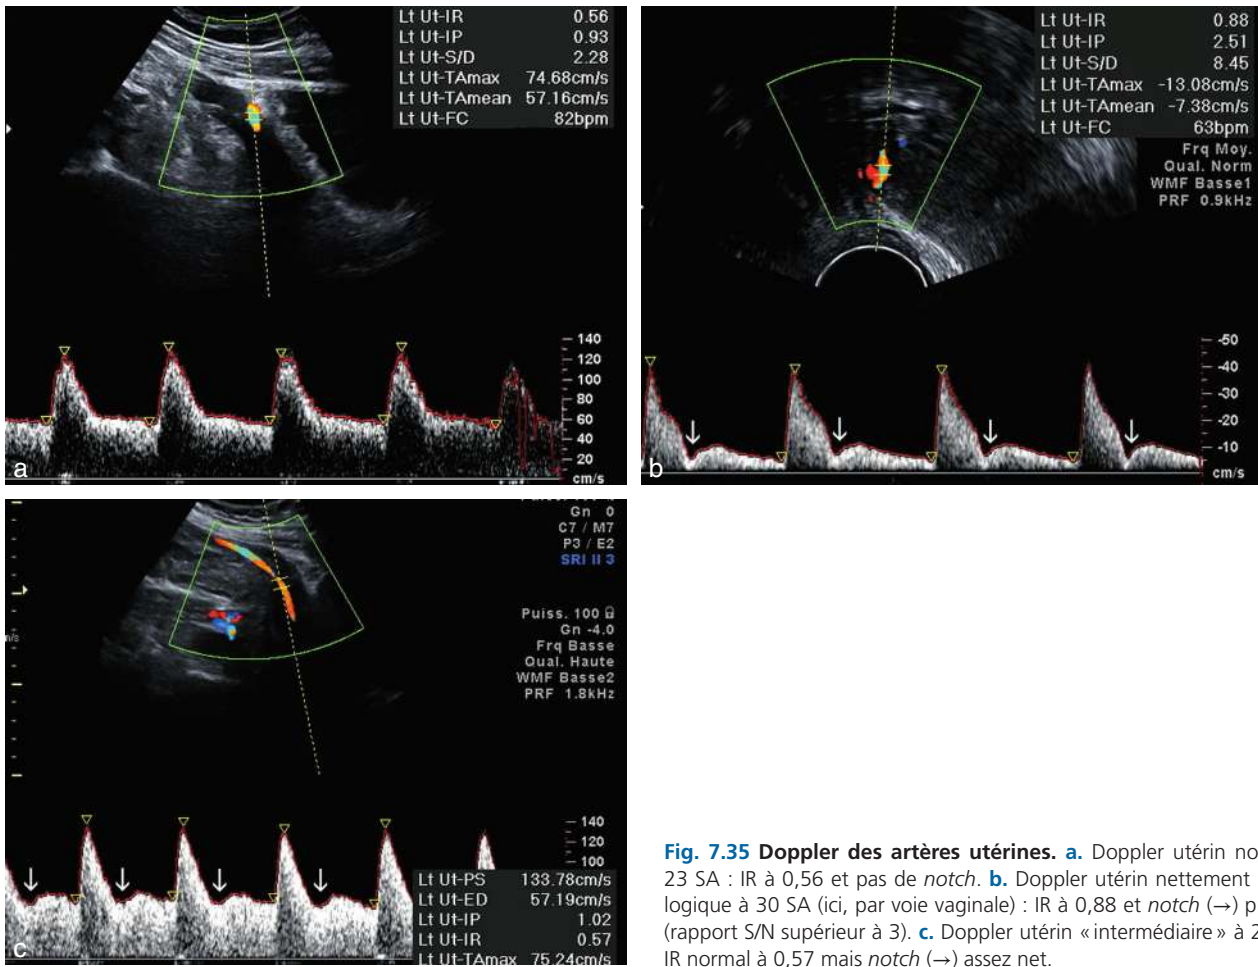 Lt Ut-IR 0.56
Lt Ut-IP 0.93
Lt Ut-S/D 2.28
Lt Ut-TAmax 74.68cm/s
Lt Ut-TAmean 57.16cm/s
Lt Ut-FC 82bpm
140
120
100
80
60
40
20
cm/s
a
Lt Ut-IR 0.88
Lt Ut-IP 2.51
Lt Ut-S/D 8.45
Lt Ut-TAmax -13.08cm/s
Lt Ut-TAmean -7.38cm/s
Lt Ut-FC 63bpm
Frq Moy.
Qual. Norm
WMF Basse1
PRF 0.9kHz
-50
-40
-30
-20
-10
cm/s
b
Gn 0
C7 / M7
P3 / E2
SRI II 3
Puiss. 100
Gn -4.0
Frq Basse
Qual. Haute
WMF Basse2
PRF 1.8kHz
140
120
100
Lt Ut-PS 133.78cm/s
Lt Ut-ED 57.19cm/s
Lt Ut-IP 1.02
Lt Ut-IR 0.57
Lt Ut-TAmax 75.24cm/s
c
Fig. 7.35 Doppler des artères utérines. a. Doppler utérin no
23 SA : IR à 0,56 et pas de notch. b. Doppler utérin nettement
logique à 30 SA (ici, par voie vaginale) : IR à 0,88 et notch (→) p
(rapport S/N supérieur à 3). c. Doppler utérin « intermédiaire » à 2
IR normal à 0,57 mais notch (→) assez net.